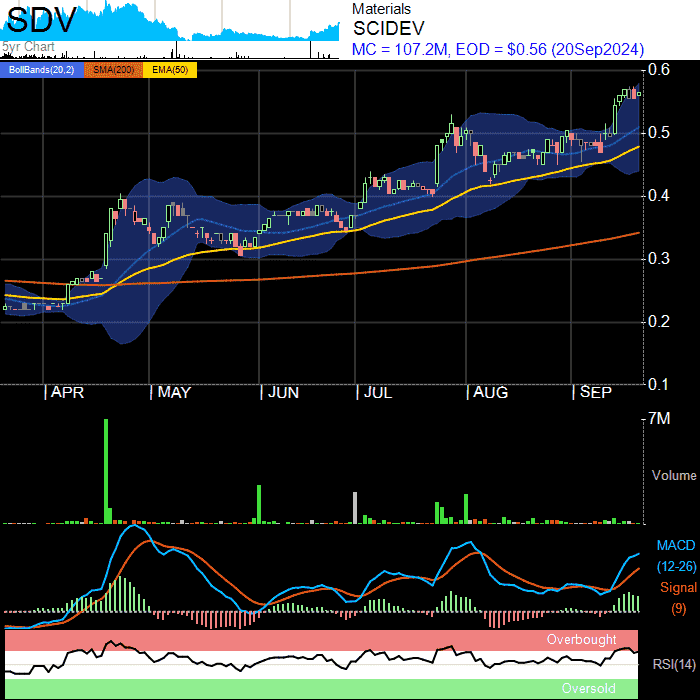 SDV
5yr Chart
Materials
SCIDEV
MC = 107.2M, EOD = $0.56 (20Sep2024)
BollBands(20,2) SMA(200) EMA(50)
0.6
0.5
0.4
0.3
0.2
0.1
APR MAY JUN JUL AUG SEP
7M
Volume
MACD
(12-26)
Signal
(9)
Overbought
RSI(14)
Oversold